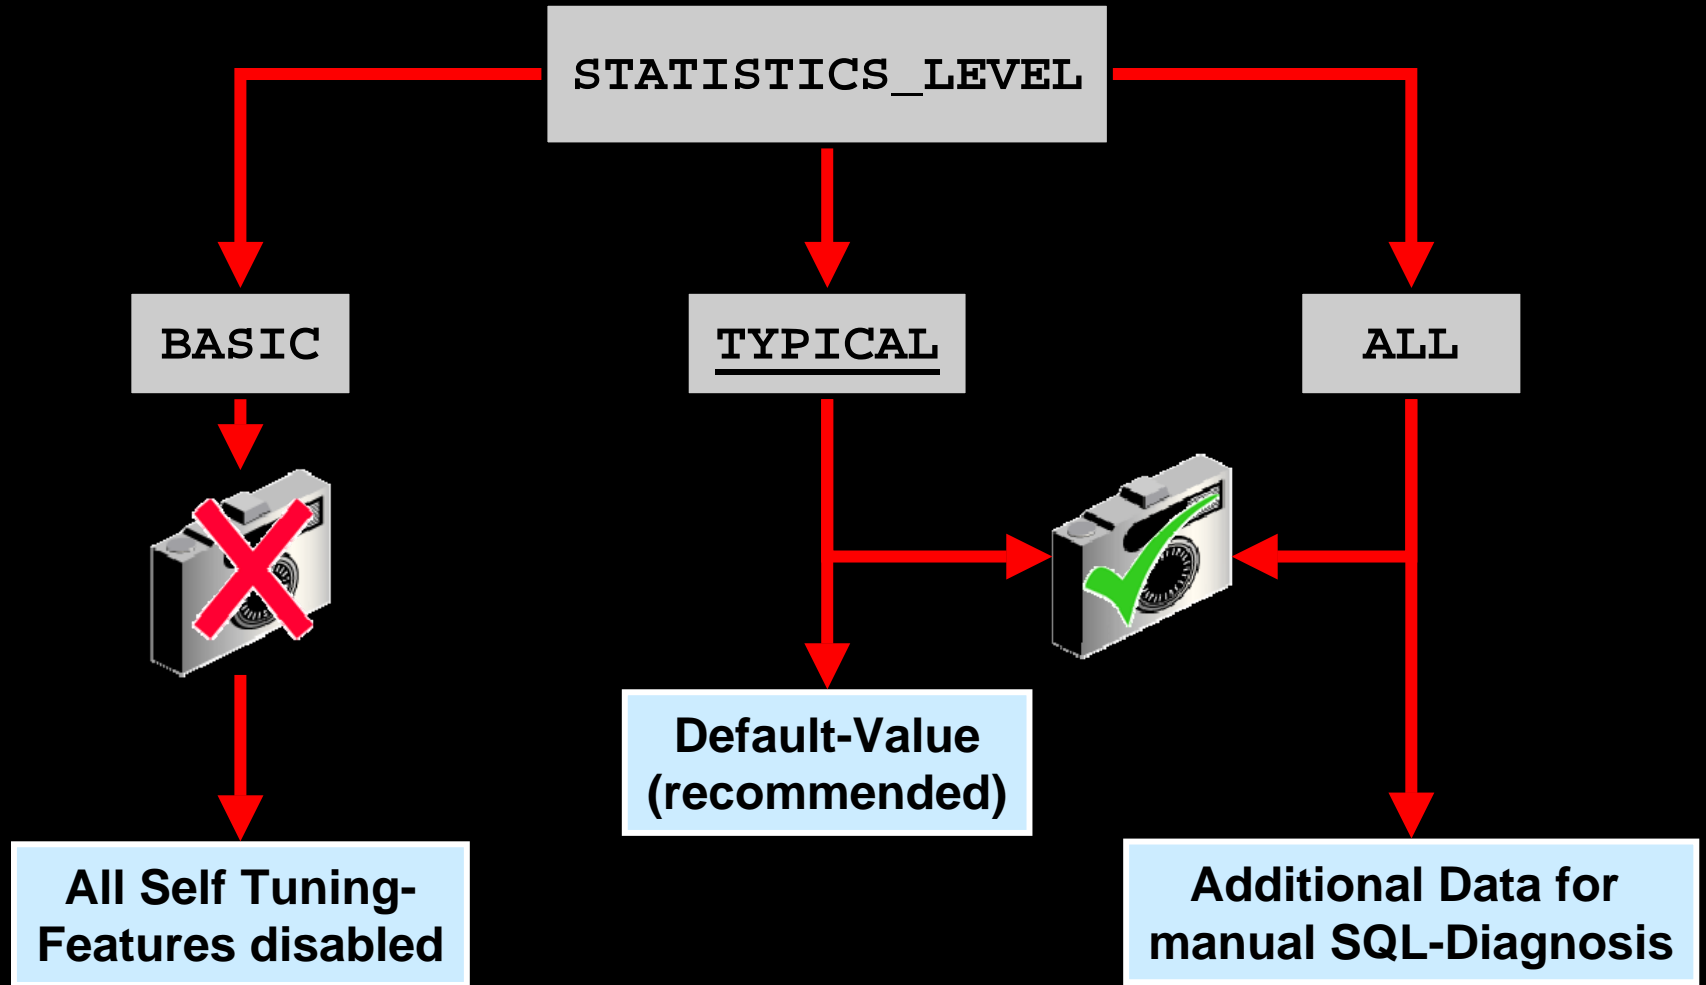 STATISTICS_LEVEL
BASIC
TYPICAL
ALL
Default-Value
(recommended)
All Self Tuning-
Features disabled
Additional Data for
manual SQL-Diagnosis